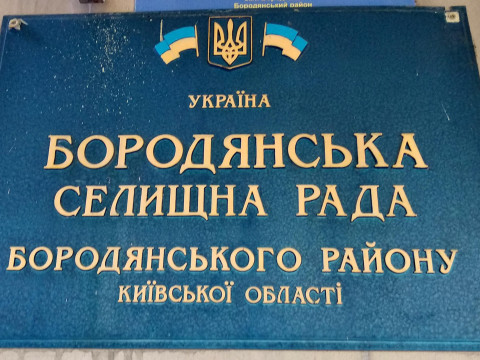 Бородянський район
УКРАЇНА
БОРОДЯНСЬКА
СЕЛИЩНА РАДА
БОРОДЯНСЬКОГО РАЙОНУ
КИЇВСЬКОЇ ОБЛАСТІ